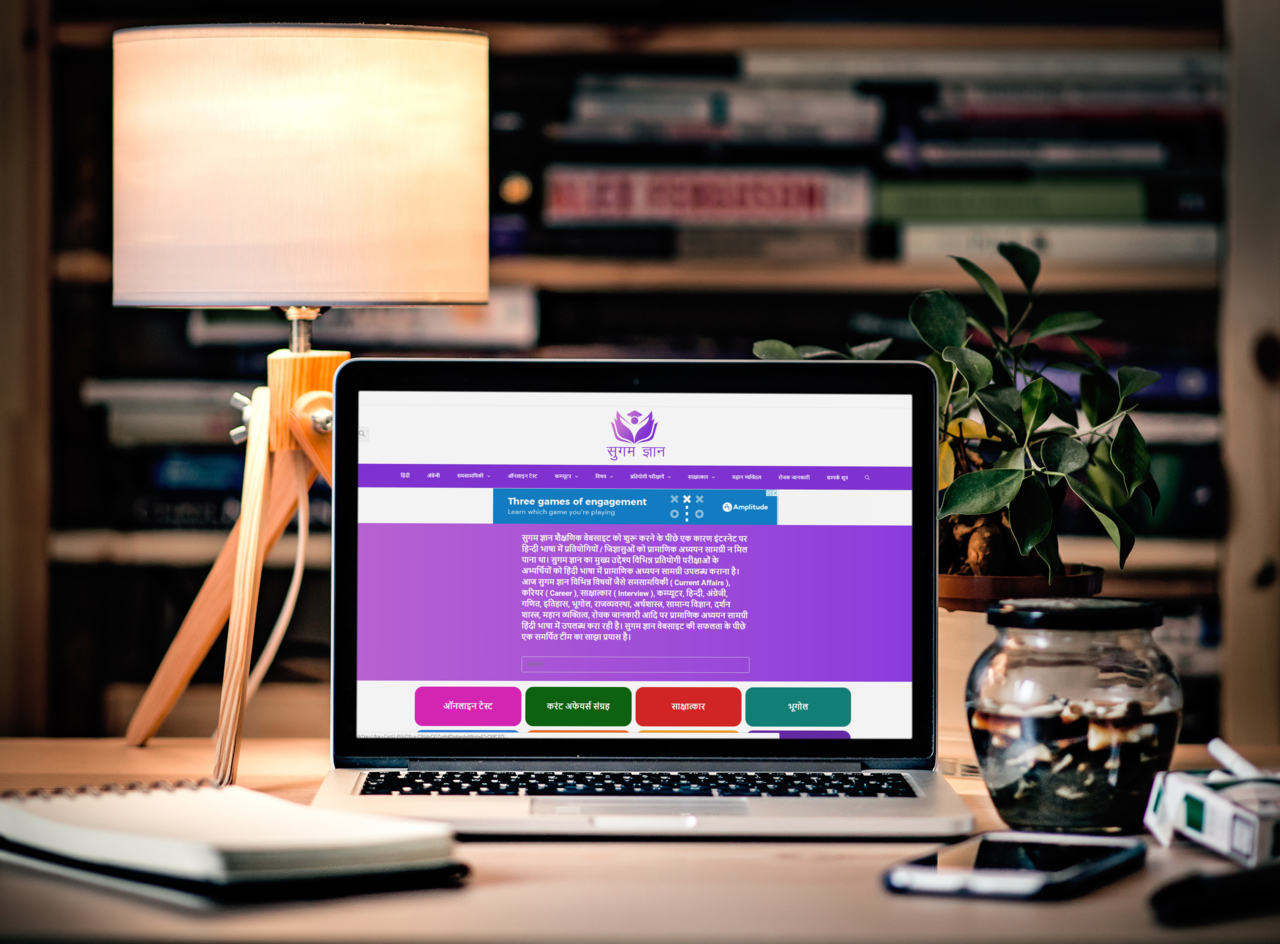 ALEX FERGUSON
सुगम ज्ञान
हिंदी अंग्रेजी समसामयिकी ऑनलाइन टेस्ट कम्प्यूटर विषय प्रतियोगी परीक्षायें साक्षात्कार महान व्यक्तित्व रोचक जानकारी सम्पर्क सूत्र
Three games of engagement
Learn which game you're playing
Amplitude
सुगम ज्ञान शैक्षणिक वेबसाइट को शुरू करने के पीछे एक कारण इंटरनेट पर
हिन्दी भाषा में प्रतियोगियों / जिज्ञासुओं को प्रामाणिक अध्ययन सामग्री न मिल
पाना था। सुगम ज्ञान का मुख्य उद्देश्य विभिन्न प्रतियोगी परीक्षाओं के
अभ्यर्थियों को हिंदी भाषा में प्रामाणिक अध्ययन सामग्री उपलब्ध कराना है।
आज सुगम ज्ञान विभिन्न विषयों जैसे समसामयिकी ( Current Affairs ),
करियर ( Career ), साक्षात्कार ( Interview ), कम्प्यूटर, हिन्दी, अंग्रेजी,
गणित, इतिहास, भूगोल, राजव्यवस्था, अर्थशास्त्र, सामान्य विज्ञान, दर्शन
शास्त्र, महान व्यक्तित्व, रोचक जानकारी आदि पर प्रामाणिक अध्ययन सामग्री
हिंदी भाषा में उपलब्ध करा रही है। सुगम ज्ञान वेबसाइट की सफलता के पीछे
एक समर्पित टीम का साझा प्रयास है।
ऑनलाइन टेस्ट करंट अफेयर्स संग्रह साक्षात्कार भूगोल